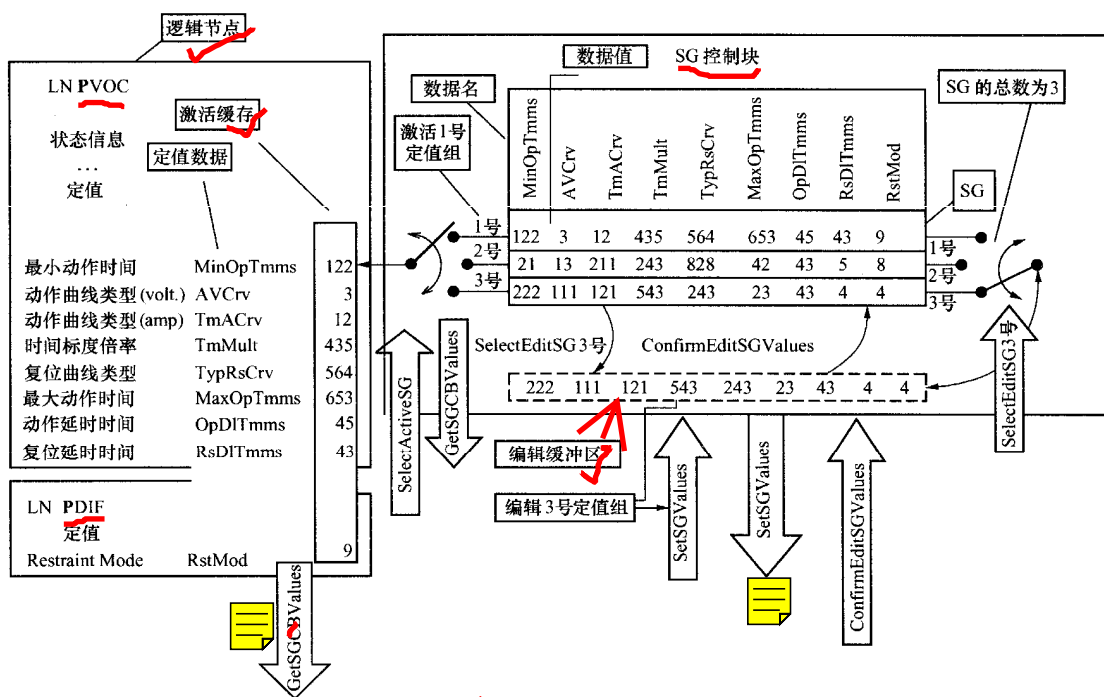 逻辑节点
LN PVOC
激活缓存
状态信息
定值数据
…
定值
最小动作时间 MinOpTmms 122
动作曲线类型(volt.) AVCrv 3
动作曲线类型(amp) TmACrv 12
时间标度倍率 TmMult 435
复位曲线类型 TypRsCrv 564
最大动作时间 MaxOpTmms 653
动作延时时间 OpDlTmms 45
复位延时时间 RsDlTmms 43
LN PDIF
定值
Restraint Mode RstMod 9
GetSGCBValues
数据值
SG控制块
数据名
SG的总数为3
激活1号
定值组
MinOpTmms AVCrv TmACrv TmMult TypRsCrv MaxOpTmms OpDlTmms RsDlTmms RstMod
SG
1号 122 3 12 435 564 653 45 43 9 1号
2号 21 13 211 243 828 42 43 5 8 2号
3号 222 111 121 543 243 23 43 4 4 3号
SelectEditSG 3号 ConfirmEditSGValues
222 111 121 543 243 23 43 4 4
SelectActiveSG
GetSGCBValues
SelectEditSG3号
编辑缓冲区
编辑3号定值组
SetSGValues
SetSGValues
ConfirmEditSGValues